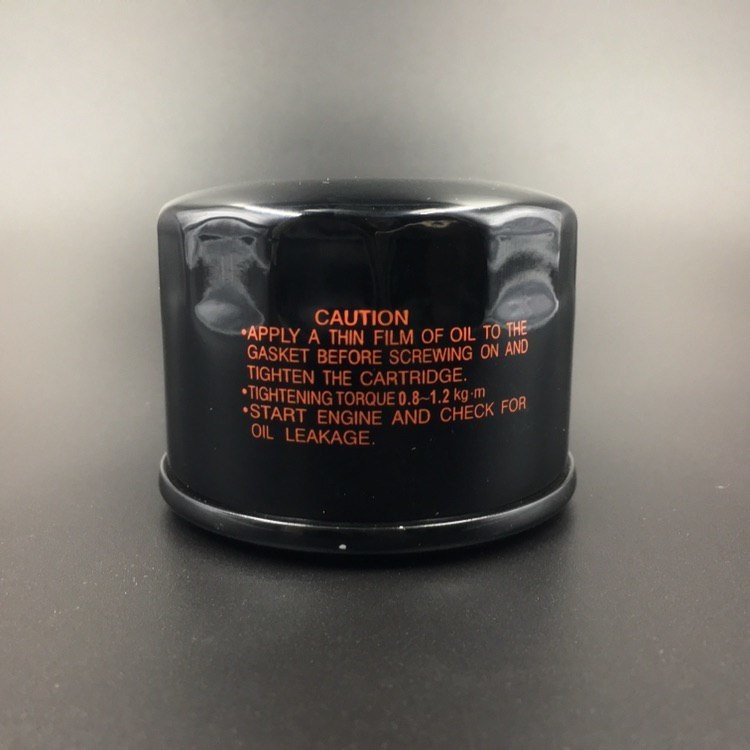 CAUTION
•APPLY A THIN FILM OF OIL TO THE
GASKET BEFORE SCREWING ON AND
TIGHTEN THE CARTRIDGE.
•TIGHTENING TORQUE 0.8~1.2 kg·m
•START ENGINE AND CHECK FOR
OIL LEAKAGE.